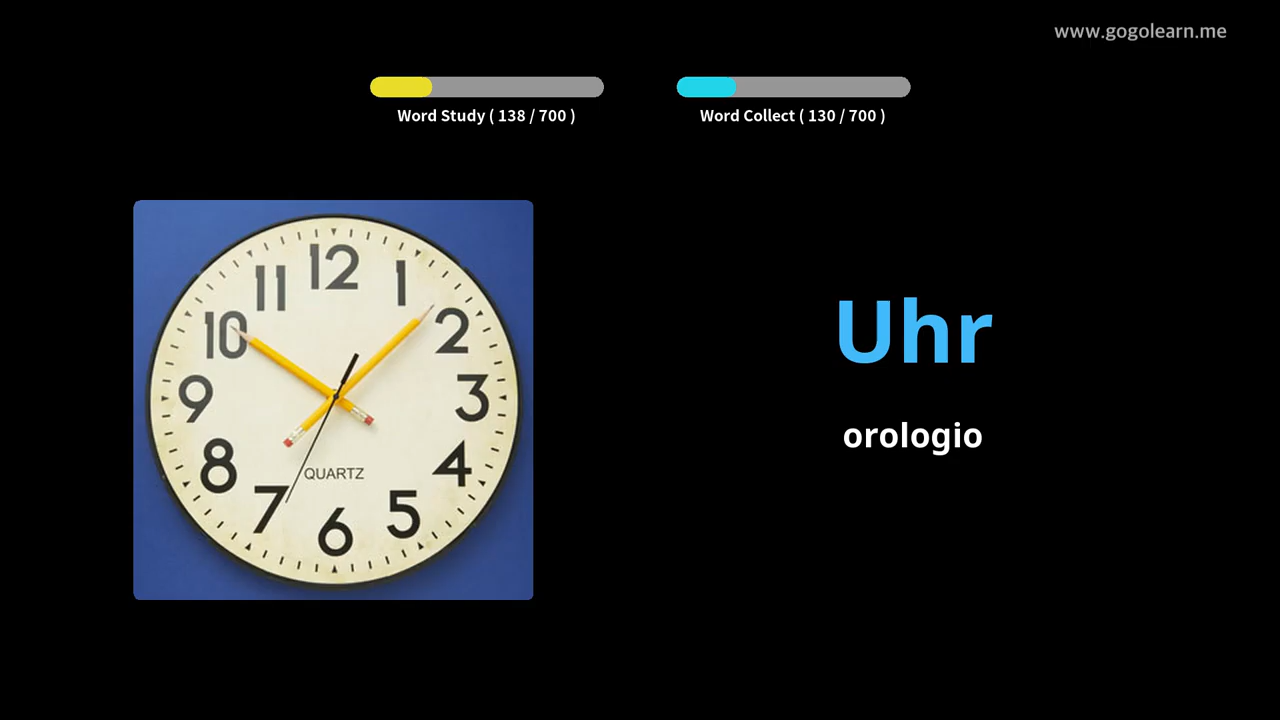 www.gogolearn.me
Word Study ( 138 / 700 )
Word Collect ( 130 / 700 )
12
11
1
10
2
9
3
8
4
QUARTZ
7
5
6
Uhr
orologio